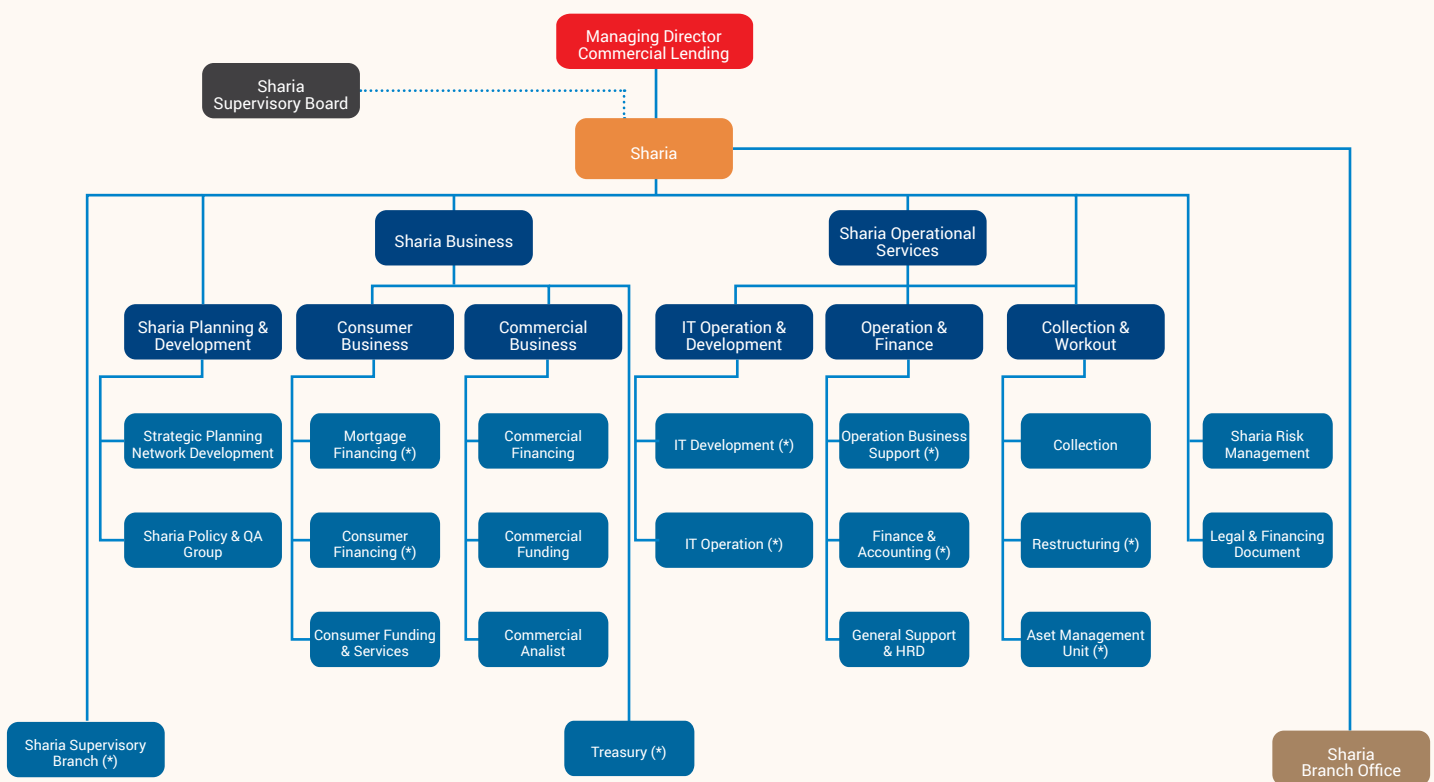 Managing Director
Commercial Lending
Sharia
Supervisory Board
Sharia
Sharia Business
Sharia Operational
Services
Sharia Planning &
Development
Consumer
Business
Commercial
Business
IT Operation &
Development
Operation &
Finance
Collection &
Workout
Strategic Planning
Network Development
Mortgage
Financing (*)
Commercial
Financing
IT Development (*)
Operation Business
Support (*)
Collection
Sharia Risk
Management
Sharia Policy & QA
Group
Consumer
Financing (*)
Commercial
Funding
IT Operation (*)
Finance &
Accounting (*)
Restructuring (*)
Legal & Financing
Document
Consumer Funding
& Services
Commercial
Analist
General Support
& HRD
Aset Management
Unit (*)
Sharia Supervisory
Branch (*)
Treasury (*)
Sharia
Branch Office